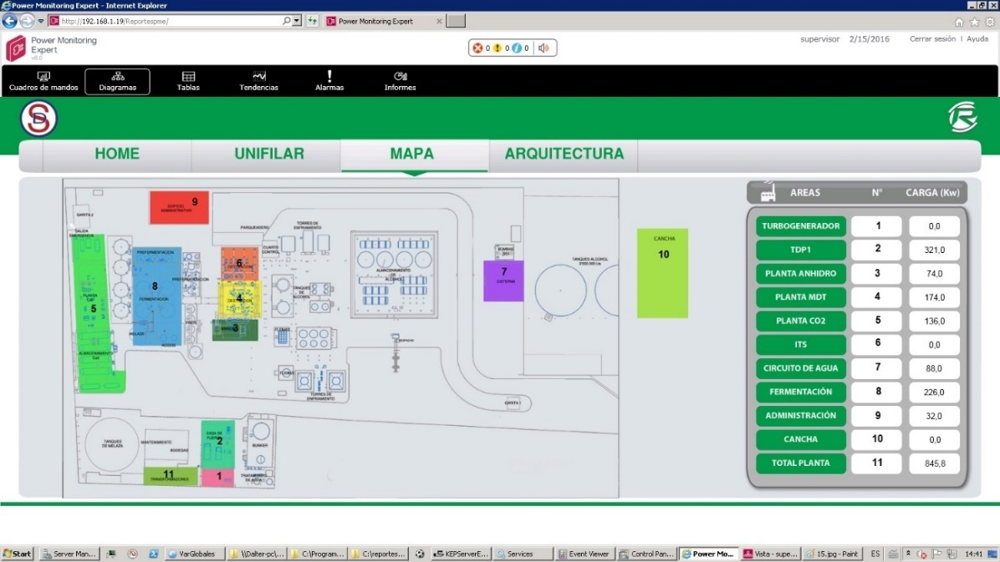 Power Monitoring Expert - Internet Explorer
http://192.168.1.19/Reportespme/
Power Monitoring Expert
Power Monitoring
Expert
v8.0
0 0 0
supervisor 2/15/2016 Cerrar sesión | Ayuda
Cuadros de mandos Diagramas Tablas Tendencias Alarmas Informes
HOME UNIFILAR MAPA ARQUITECTURA
AREAS N° CARGA (Kw)
TURBOGENERADOR 1 0,0
TDP1 2 321,0
PLANTA ANHIDRO 3 74,0
PLANTA MDT 4 174,0
PLANTA CO2 5 136,0
ITS 6 0,0
CIRCUITO DE AGUA 7 88,0
FERMENTACIÓN 8 226,0
ADMINISTRACIÓN 9 32,0
CANCHA 10 0,0
TOTAL PLANTA 11 845,8
EDIFICIO
ADMINISTRATIVO
9
GARITA 2
SALIDA
EMERGENCIA
PARQUEADERO
TORRES DE
ENFRIAMIENTO
CUARTO
CONTROL
PREFERMENTACION
PREFERMENTACION
8
FERMENTACION
MELAZA
ACIDOS
PLANTA
Co2
5
ALMACENAMIENTO
Co2
6
4
3
TANQUES
DE
ALCOHOL
ALMACENAMIENTO
DE
ALCOHOL
BOMBAS
7
CISTERNA
TANQUES ALCOHOL
CANCHA
10
TORRES DE
ENFRIAMIENTO
GARITA 1
TANQUES
DE MELAZA
MANTENIMIENTO
BODEGAS
CASA DE
FUERZA
2
BUNKER
11
TRANSFORMADORES
1
Start Server Man... VarGlobales \\Dalter-pc\... C:\Program... C:\reportes... KEPServerE... Services Event Viewer Control Pan... Power Mo... Vista - supe... 15.jpg - Paint ES 14:41